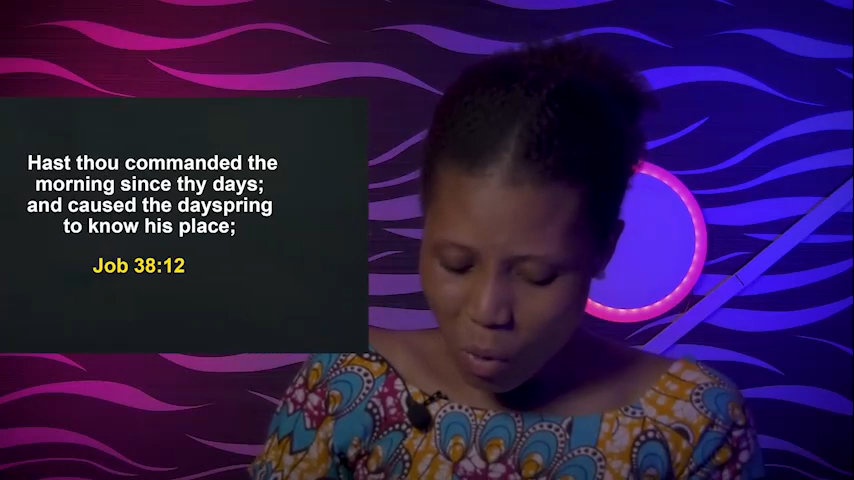 Hast thou commanded the
morning since thy days;
and caused the dayspring
to know his place;
Job 38:12